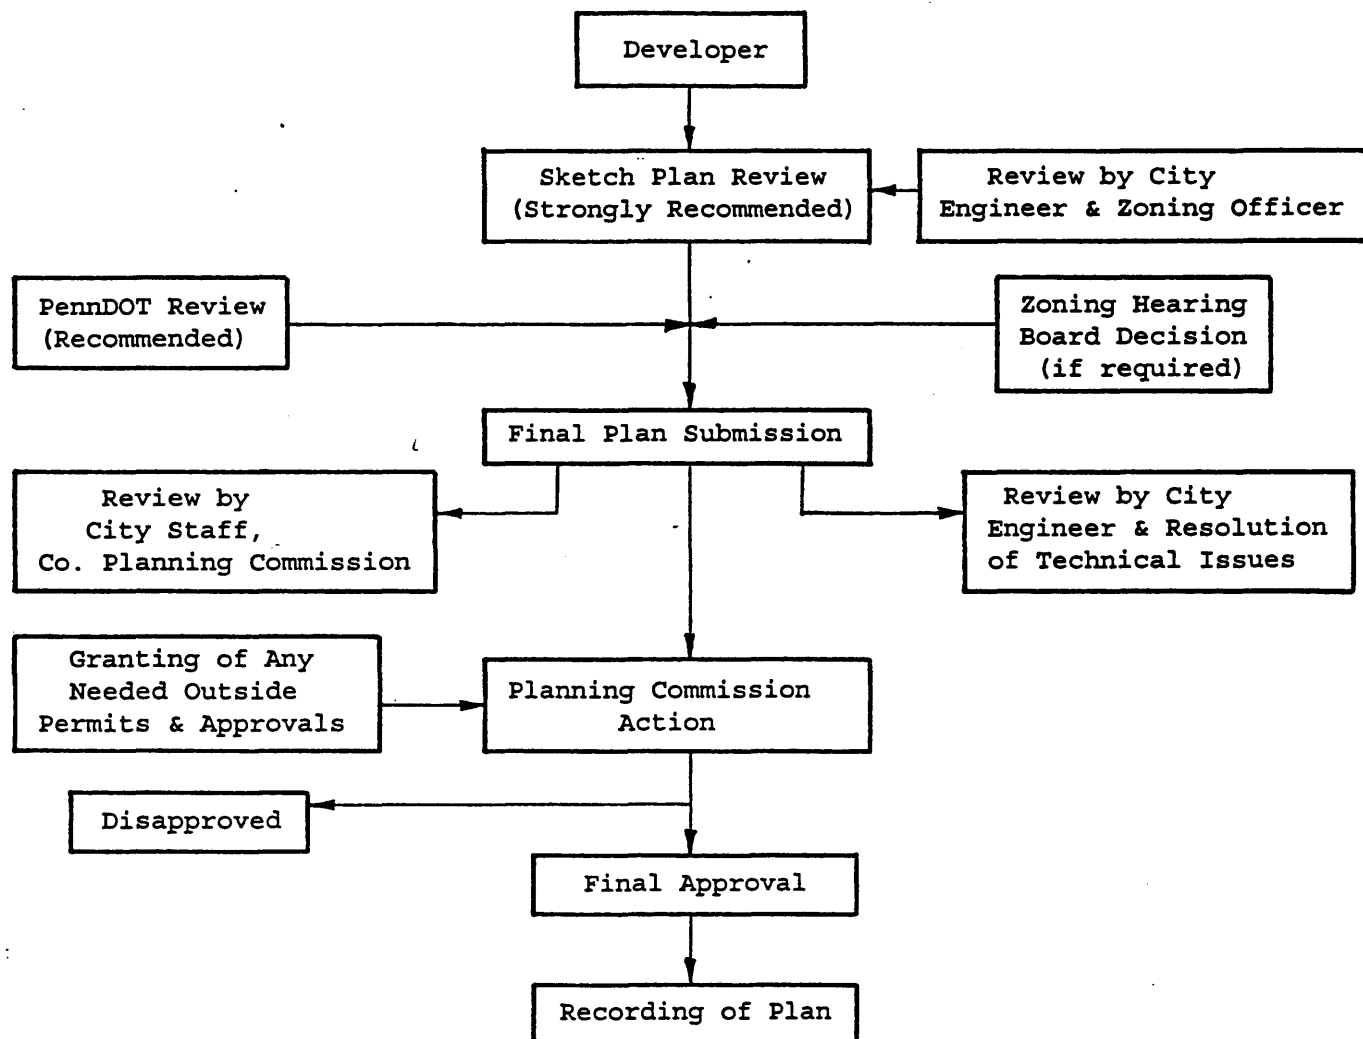 Developer
Sketch Plan Review
(Strongly Recommended)
Review by City
Engineer & Zoning Officer
PennDOT Review
(Recommended)
Zoning Hearing
Board Decision
(if required)
Final Plan Submission
Review by
City Staff,
Co. Planning Commission
Review by City
Engineer & Resolution
of Technical Issues
Granting of Any
Needed Outside
Permits & Approvals
Planning Commission
Action
Disapproved
Final Approval
Recording of Plan